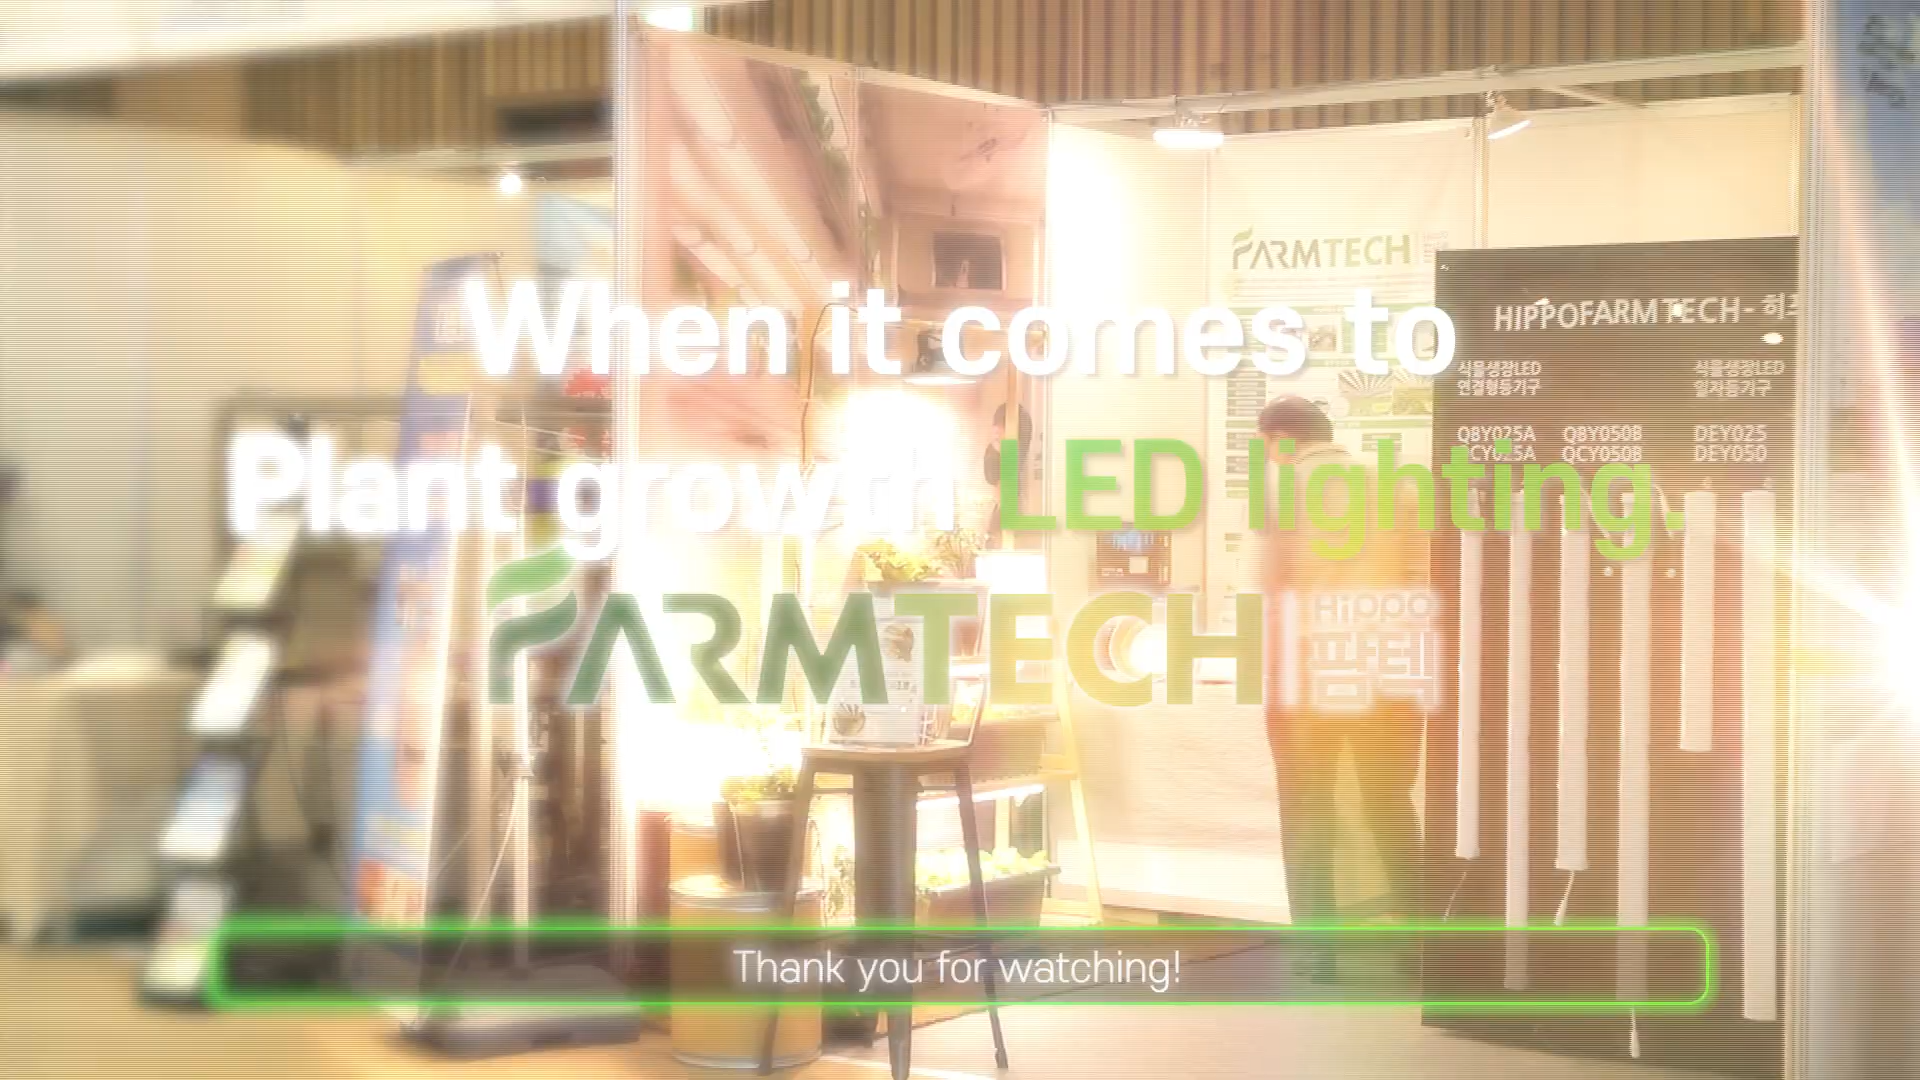 FARMTECH
HIPPOFARMTECH-히포
When it comes to
식물생장LED
연결형등기구
식물생장LED
일자등기구
QBY025A QBY050B DEY025
QCY025A QCY050B DEY050
Plant growth LED lighting.
FARMTECH Hippo 팜텍
Thank you for watching!